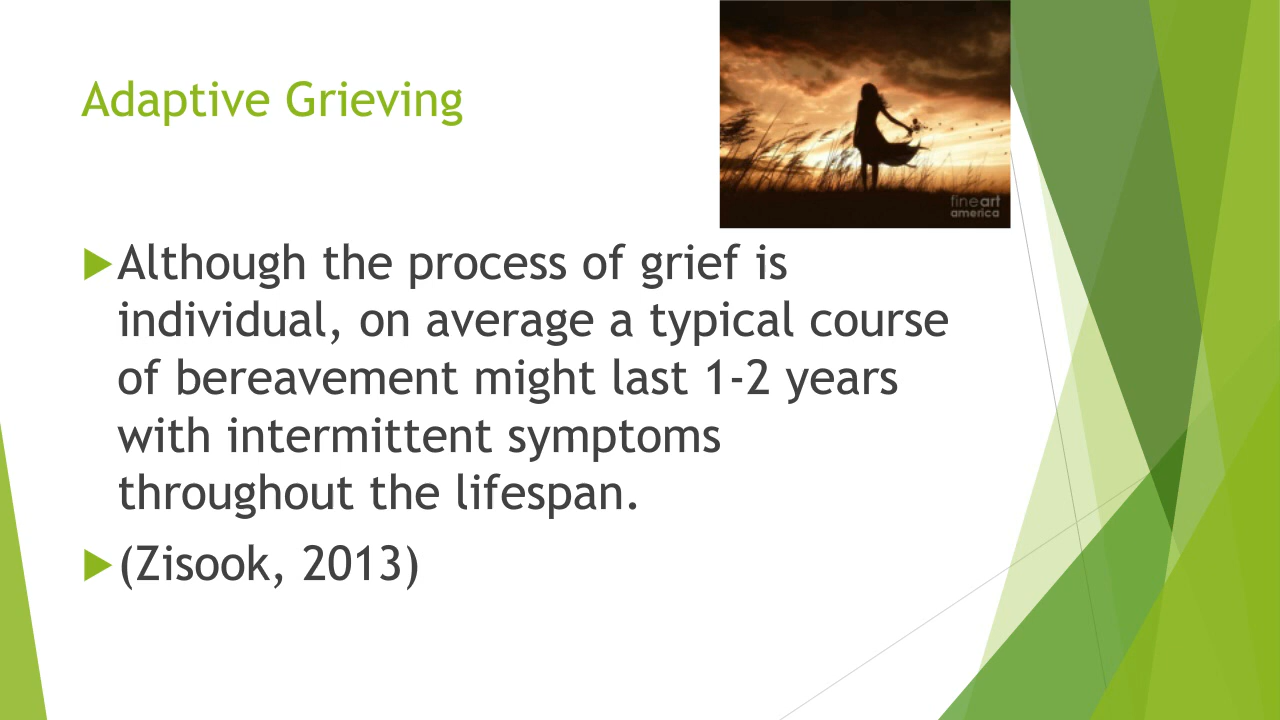 Adaptive Grieving
fineart
america
Although the process of grief is
individual, on average a typical course
of bereavement might last 1-2 years
with intermittent symptoms
throughout the lifespan.
(Zisook, 2013)